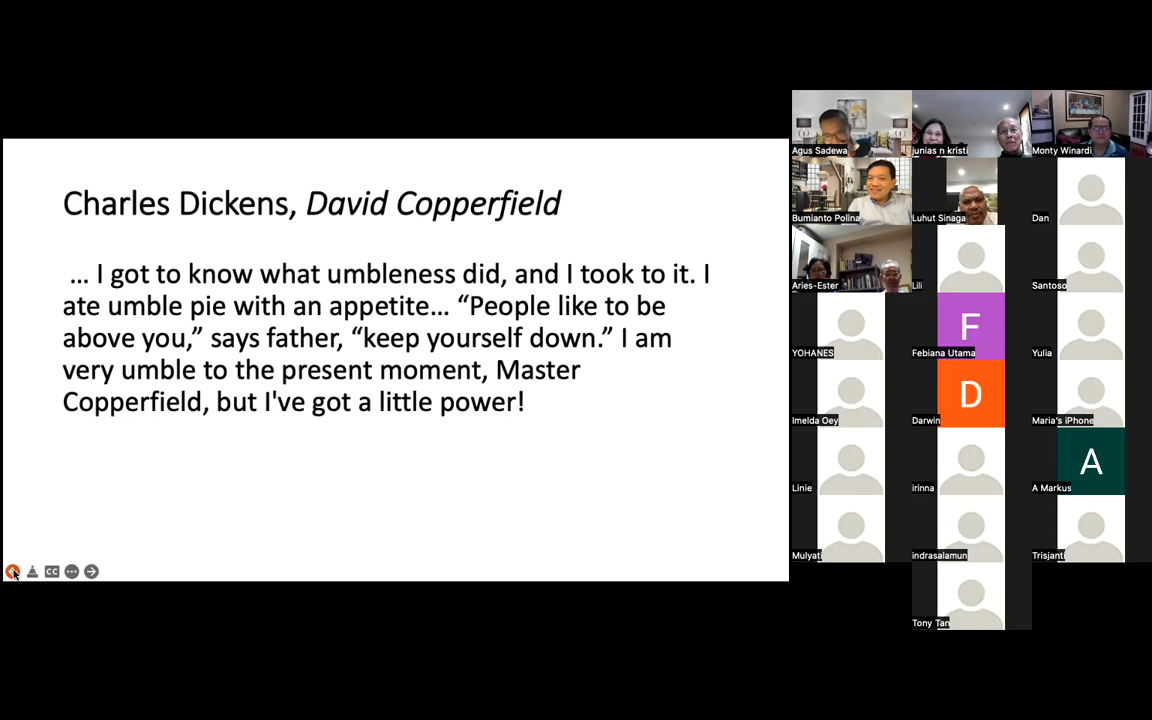 Charles Dickens, David Copperfield
… I got to know what umbleness did, and I took to it. I
ate umble pie with an appetite… “People like to be
above you,” says father, “keep yourself down.” I am
very umble to the present moment, Master
Copperfield, but I've got a little power!
CC
Agus Sadewa
junias n kristi
Monty Winardi
Bumianto Polina
Luhut Sinaga
Dan
Aries-Ester
Lili
Santoso
YOHANES
F
Febiana Utama
Yulia
Imelda Oey
D
Darwin
Maria's iPhone
Linie
irinna
A
A Markus
Mulyati
indrasalamun
Trisjanti
Tony Tan